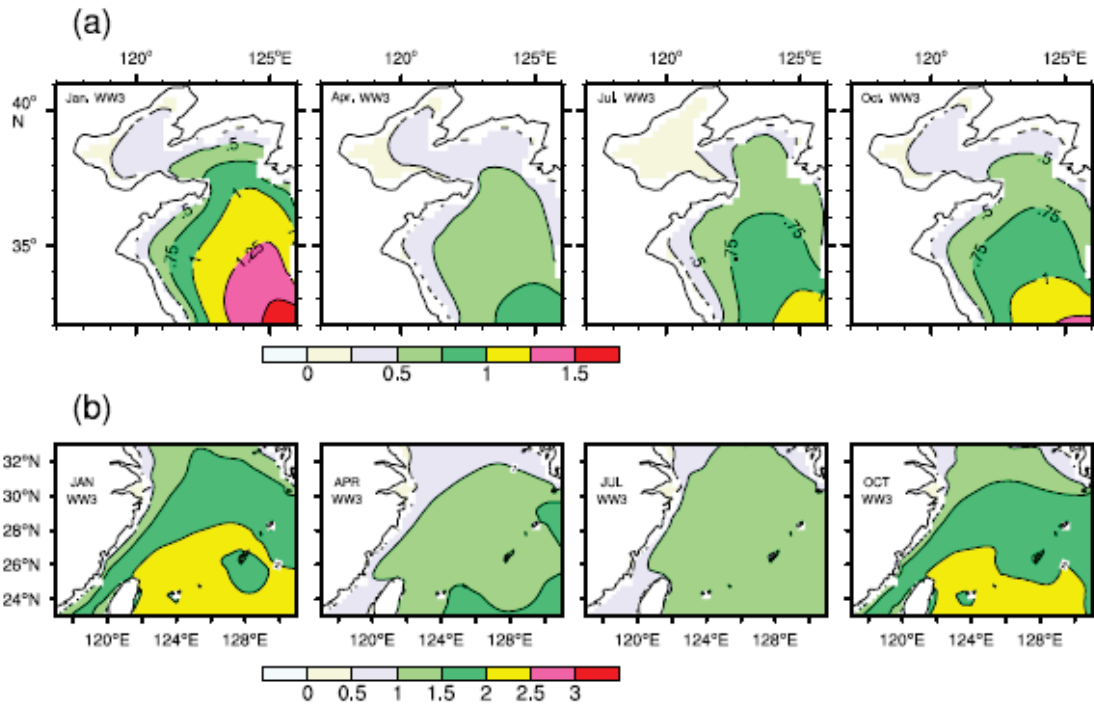 (a)
120° 125°E 120° 125°E 120° 125°E 120° 125°E
40°
N
Jan. WW3 Apr. WW3 Jul. WW3 Oct. WW3
.5 .5
.5 .5
35°
.75 1 1 1.25 .75 .75 .5 .75 .75 1
0 0.5 1 1.5
(b)
32°N
30°N
28°N
26°N
24°N
JAN
WW3
APR
WW3
JUL
WW3
OCT
WW3
120°E 124°E 128°E 120°E 124°E 128°E 120°E 124°E 128°E 120°E 124°E 128°E
0 0.5 1 1.5 2 2.5 3